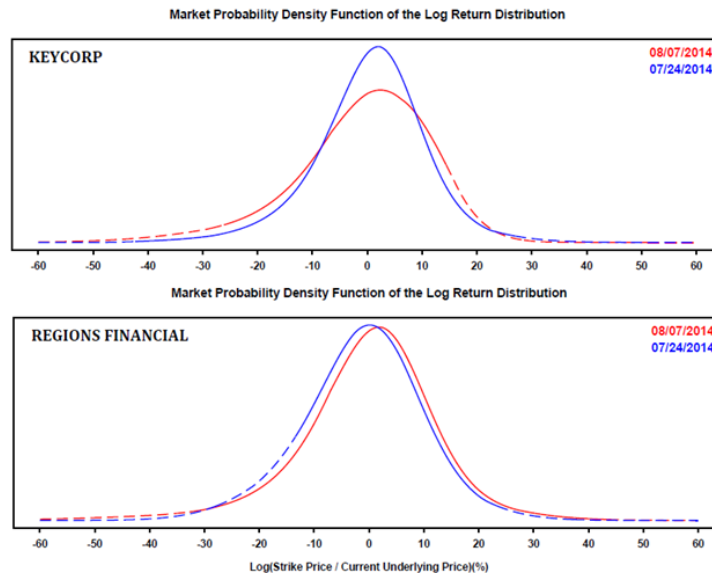 Market Probability Density Function of the Log Return Distribution
KEYCORP
08/07/2014
07/24/2014
-60 -50 -40 -30 -20 -10 0 10 20 30 40 50 60
Market Probability Density Function of the Log Return Distribution
REGIONS FINANCIAL
08/07/2014
07/24/2014
-60 -50 -40 -30 -20 -10 0 10 20 30 40 50 60
Log(Strike Price / Current Underlying Price)(%)